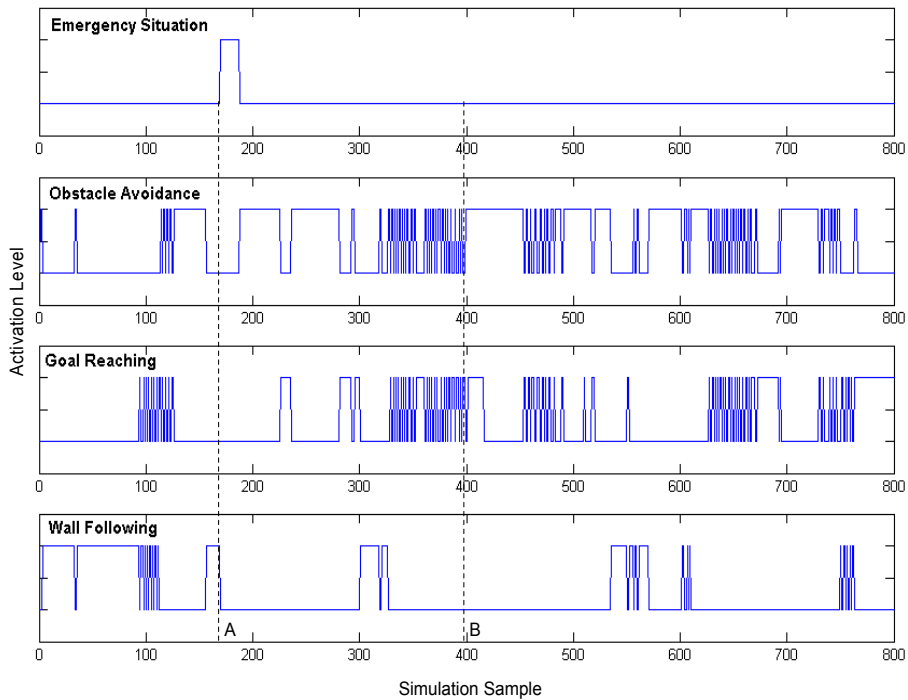 Emergency Situation
0 100 200 300 400 500 600 700 800
Obstacle Avoidance
0 100 200 300 400 500 600 700 800
Activation Level
Goal Reaching
0 100 200 300 400 500 600 700 800
Wall Following
A B
0 100 200 300 400 500 600 700 800
Simulation Sample